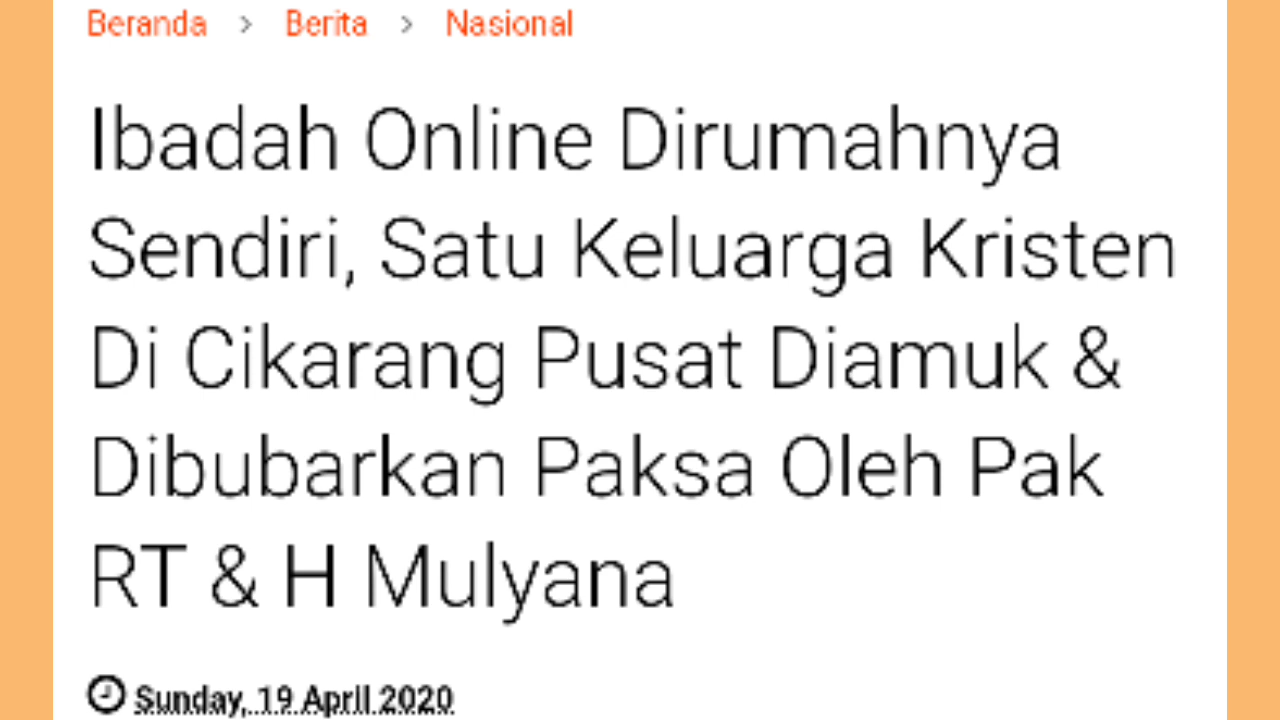 Beranda > Berita > Nasional
Ibadah Online Dirumahnya
Sendiri, Satu Keluarga Kristen
Di Cikarang Pusat Diamuk &
Dibubarkan Paksa Oleh Pak
RT & H Mulyana
Sunday, 19 April 2020